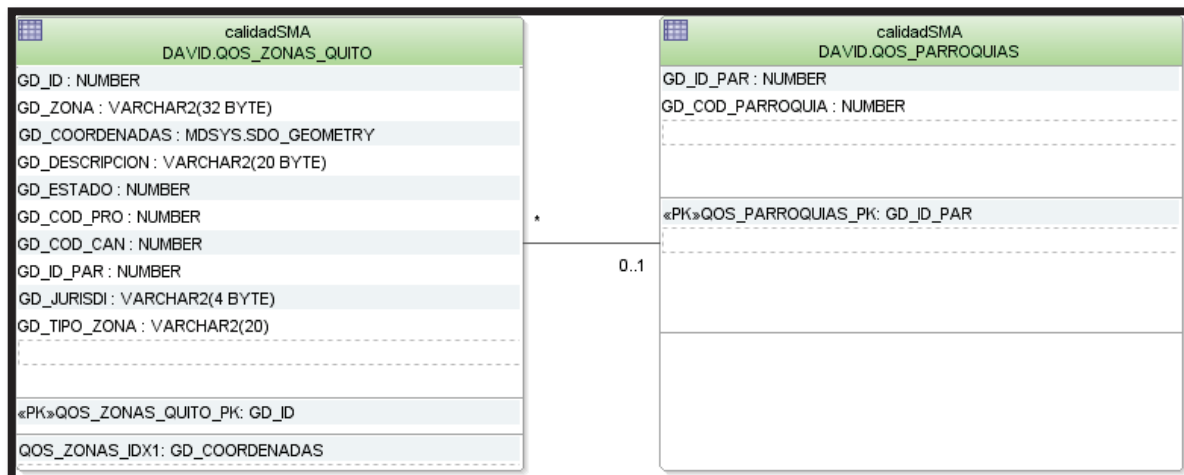 calidadSMA
DAVID.QOS_ZONAS_QUITO
GD_ID : NUMBER
GD_ZONA : VARCHAR2(32 BYTE)
GD_COORDENADAS : MDSYS.SDO_GEOMETRY
GD_DESCRIPCION : VARCHAR2(20 BYTE)
GD_ESTADO : NUMBER
GD_COD_PRO : NUMBER
GD_COD_CAN : NUMBER
GD_ID_PAR : NUMBER
GD_JURISDI : VARCHAR2(4 BYTE)
GD_TIPO_ZONA : VARCHAR2(20)
«PK»QOS_ZONAS_QUITO_PK: GD_ID
QOS_ZONAS_IDX1: GD_COORDENADAS
*
0..1
calidadSMA
DAVID.QOS_PARROQUIAS
GD_ID_PAR : NUMBER
GD_COD_PARROQUIA : NUMBER
«PK»QOS_PARROQUIAS_PK: GD_ID_PAR